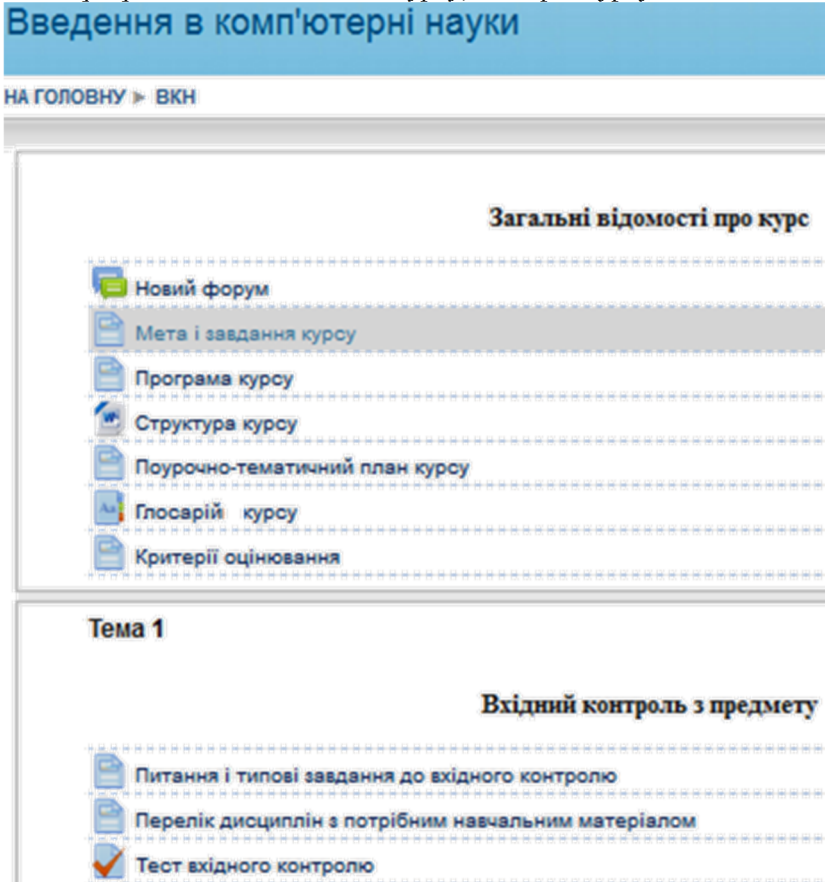 Введення в комп'ютерні науки
НА ГОЛОВНУ ► ВКН
Загальні відомості про курс
Новий форум
Мета і завдання курсу
Програма курсу
Структура курсу
Поурочно-тематичний план курсу
Глосарій курсу
Критерії оцінювання
Тема 1
Вхідний контроль з предмету
Питання і типові завдання до вхідного контролю
Перелік дисциплін з потрібним навчальним матеріалом
Тест вхідного контролю